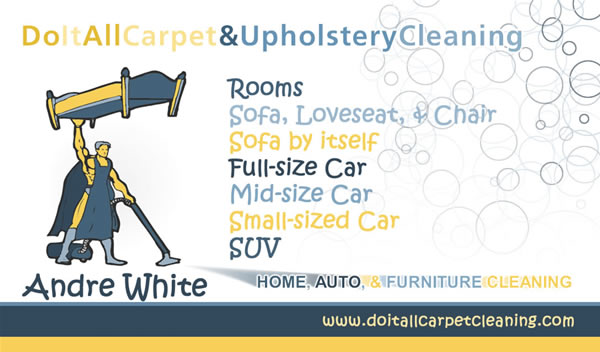 DoItAllCarpet&UpholsteryCleaning
Rooms
Sofa, Loveseat, & Chair
Sofa by itself
Full-size Car
Mid-size Car
Small-sized Car
SUV
Andre White
HOME, AUTO, & FURNITURE CLEANING
www.doitallcarpetcleaning.com